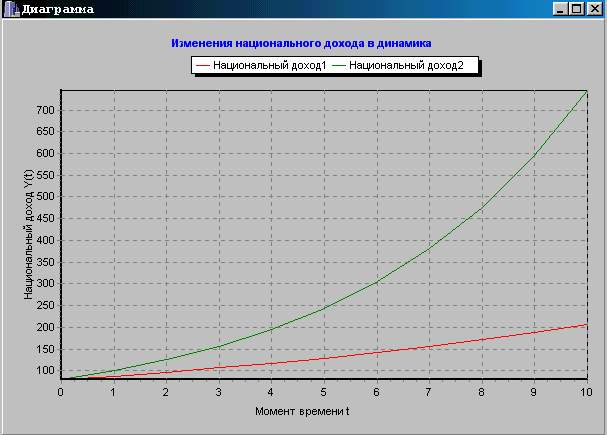 Диаграмма
Изменения национального дохода в динамика
Национальный доход1 Национальный доход2
Национальный доход Y(t)
700
650
600
550
500
450
400
350
300
250
200
150
100
0 1 2 3 4 5 6 7 8 9 10
Момент времени t